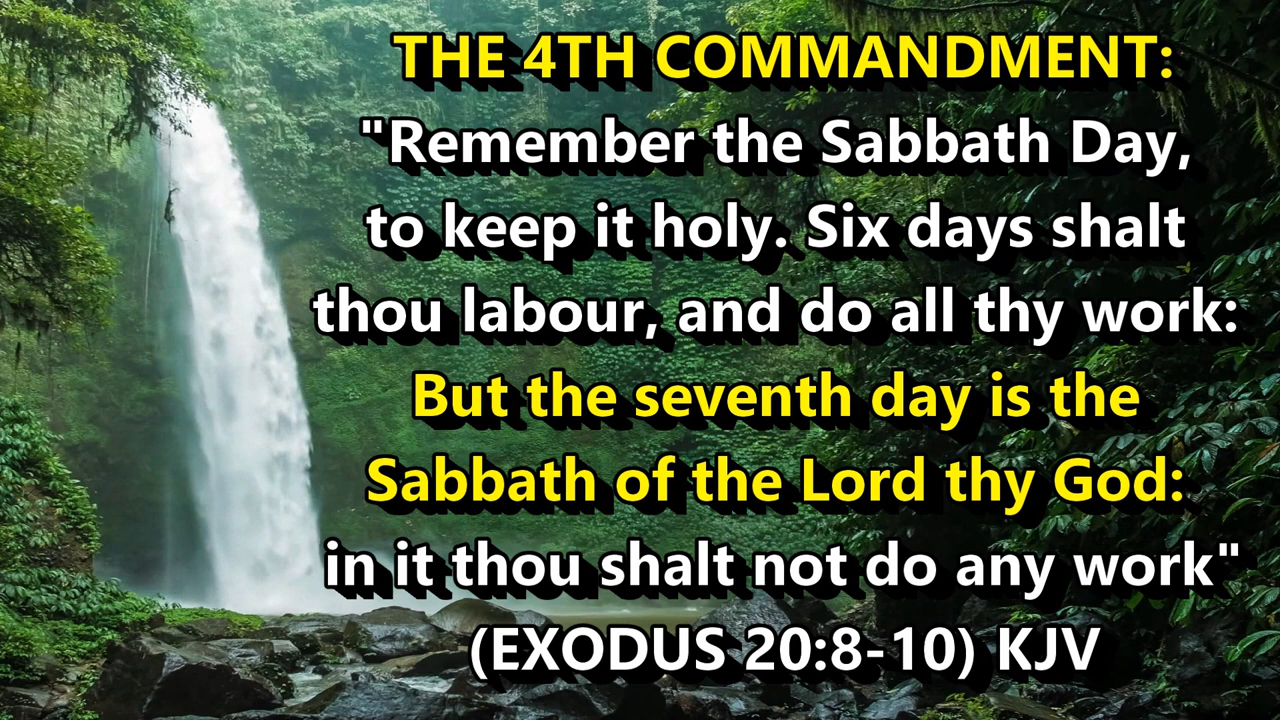 THE 4TH COMMANDMENT:
"Remember the Sabbath Day,
to keep it holy. Six days shalt
thou labour, and do all thy work:
But the seventh day is the
Sabbath of the Lord thy God:
in it thou shalt not do any work"
(EXODUS 20:8-10) KJV